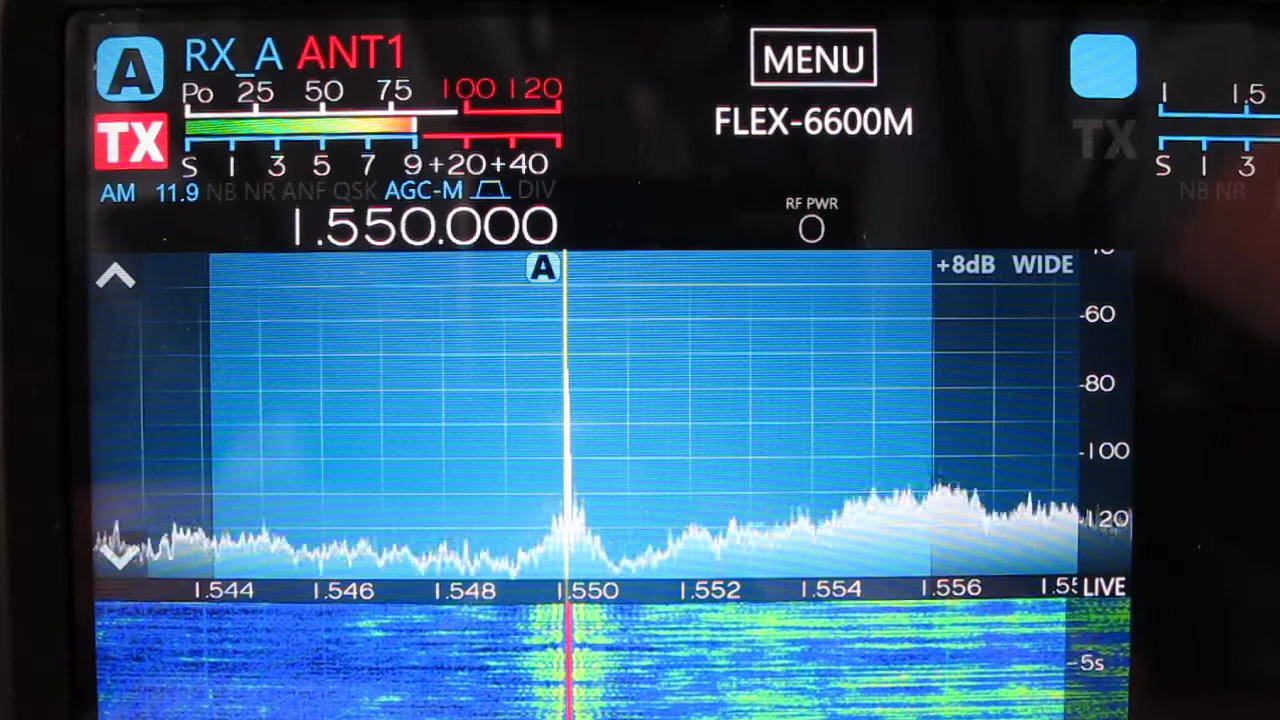 A RX_A ANT1 MENU
Po 25 50 75 100 120 1 1.5
TX FLEX-6600M TX
S 1 3 5 7 9 +20 +40 S 1 3
AM 11.9 NB NR ANF QSK AGC-M DIV NB NR
RF PWR
1.550.000 0
A +8dB WIDE
-60
-80
-100
-120
1.544 1.546 1.548 1.550 1.552 1.554 1.556 LIVE
-5s